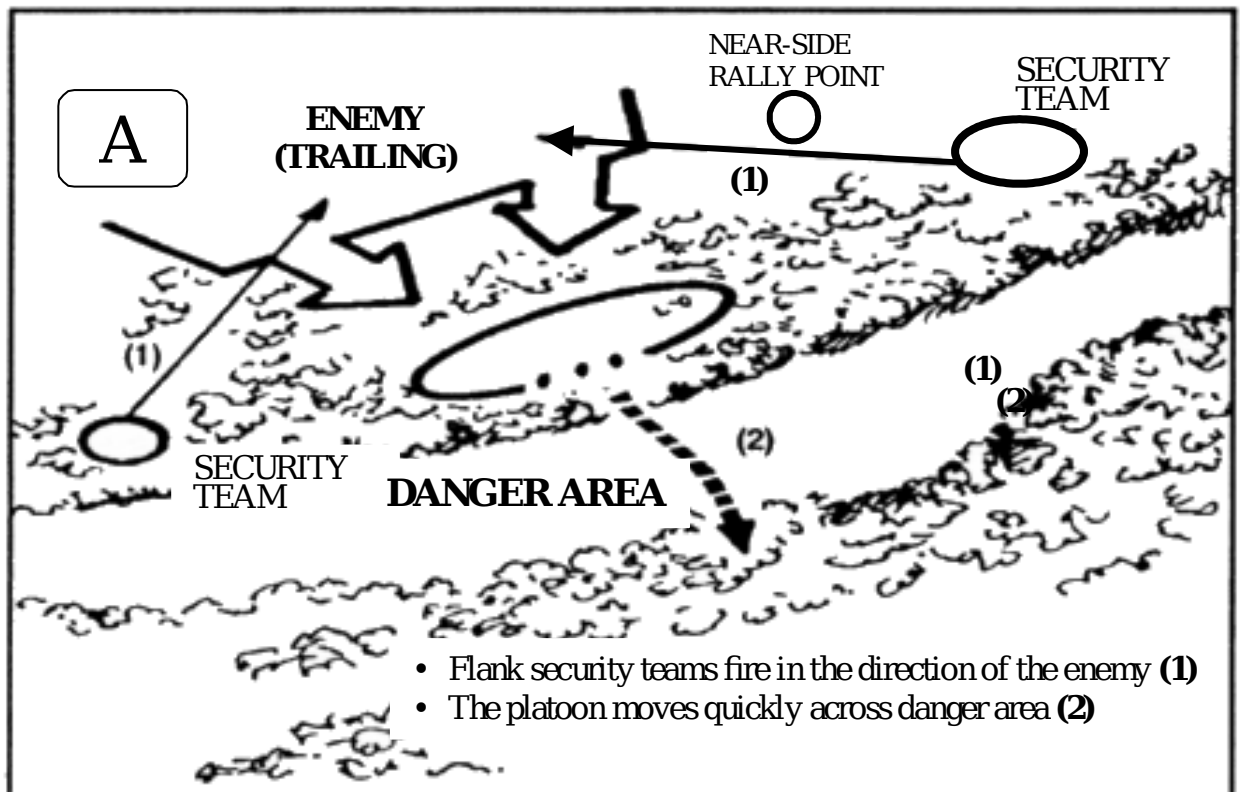 A
ENEMY
(TRAILING)
NEAR-SIDE
RALLY POINT
SECURITY
TEAM
(1)
(1)
(1)
(2)
(2)
SECURITY
TEAM
DANGER AREA
• Flank security teams fire in the direction of the enemy (1)
• The platoon moves quickly across danger area (2)